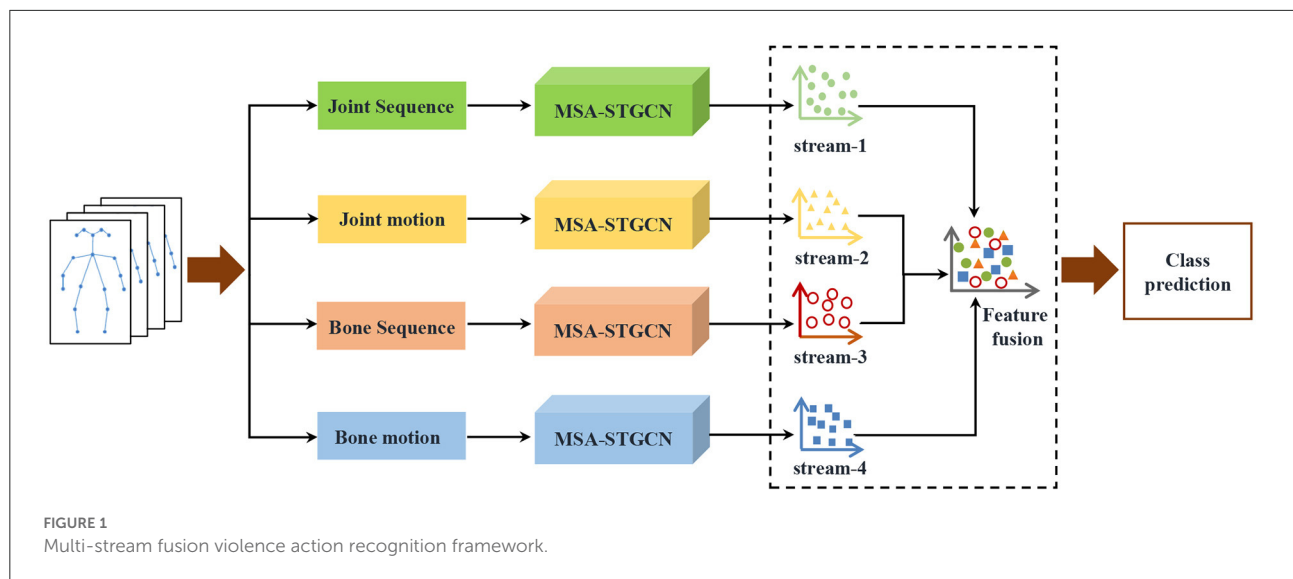 Joint Sequence
MSA-STGCN
stream-1
Joint motion
MSA-STGCN
stream-2
Bone Sequence
MSA-STGCN
stream-3
Bone motion
MSA-STGCN
stream-4
Feature
fusion
Class
prediction
FIGURE 1
Multi-stream fusion violence action recognition framework.